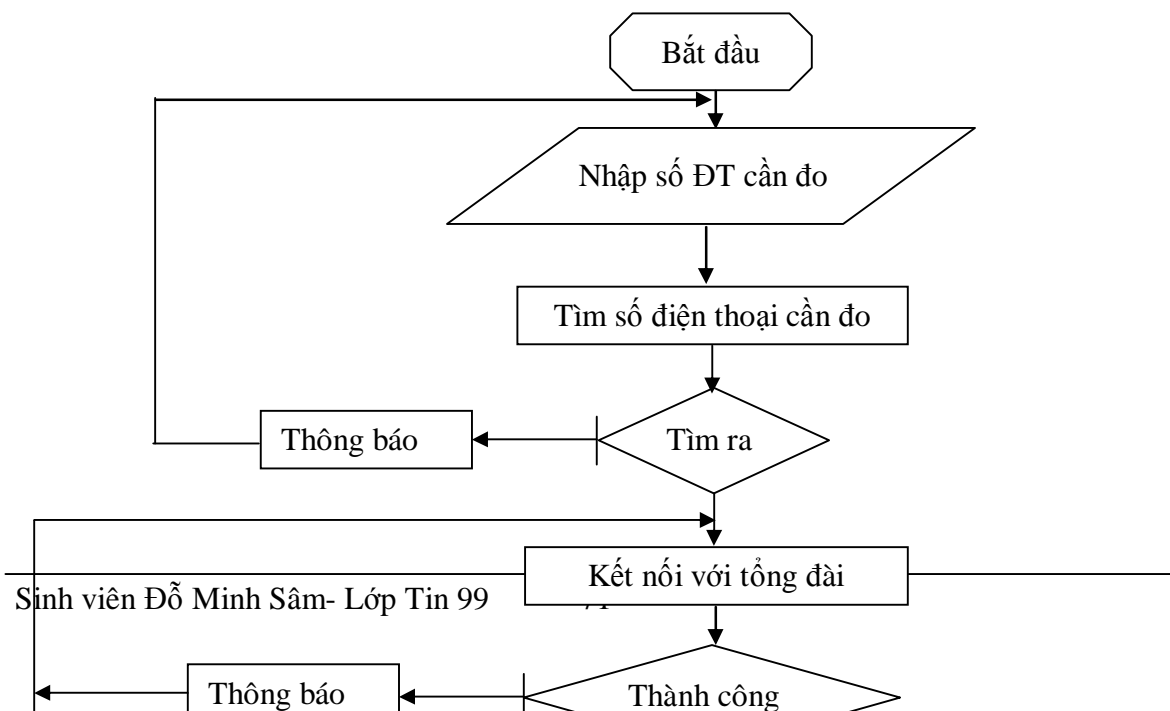 Bắt đầu
Nhập số ĐT cần đo
Tìm số điện thoại cần đo
Thông báo
Tìm ra
Kết nối với tổng đài
Sinh viên Đỗ Minh Sâm- Lớp Tin 99
Thông báo
Thành công